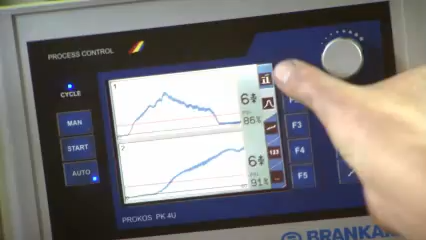 PROCESS CONTROL
CYCLE
MAN
START
AUTO
1
6
86%
2
6
91%
123
F3
F4
F5
PROKOS PK 4U
BRANKA